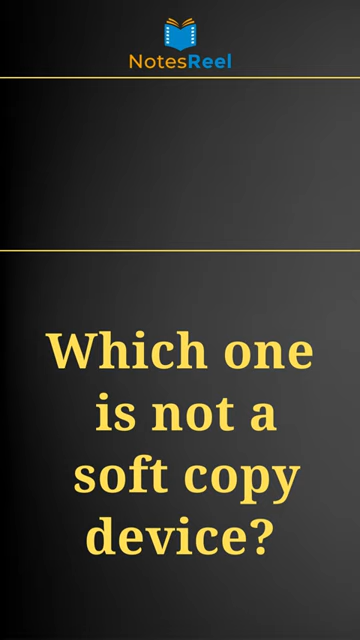 NotesReel
Which one
is not a
soft copy
device?